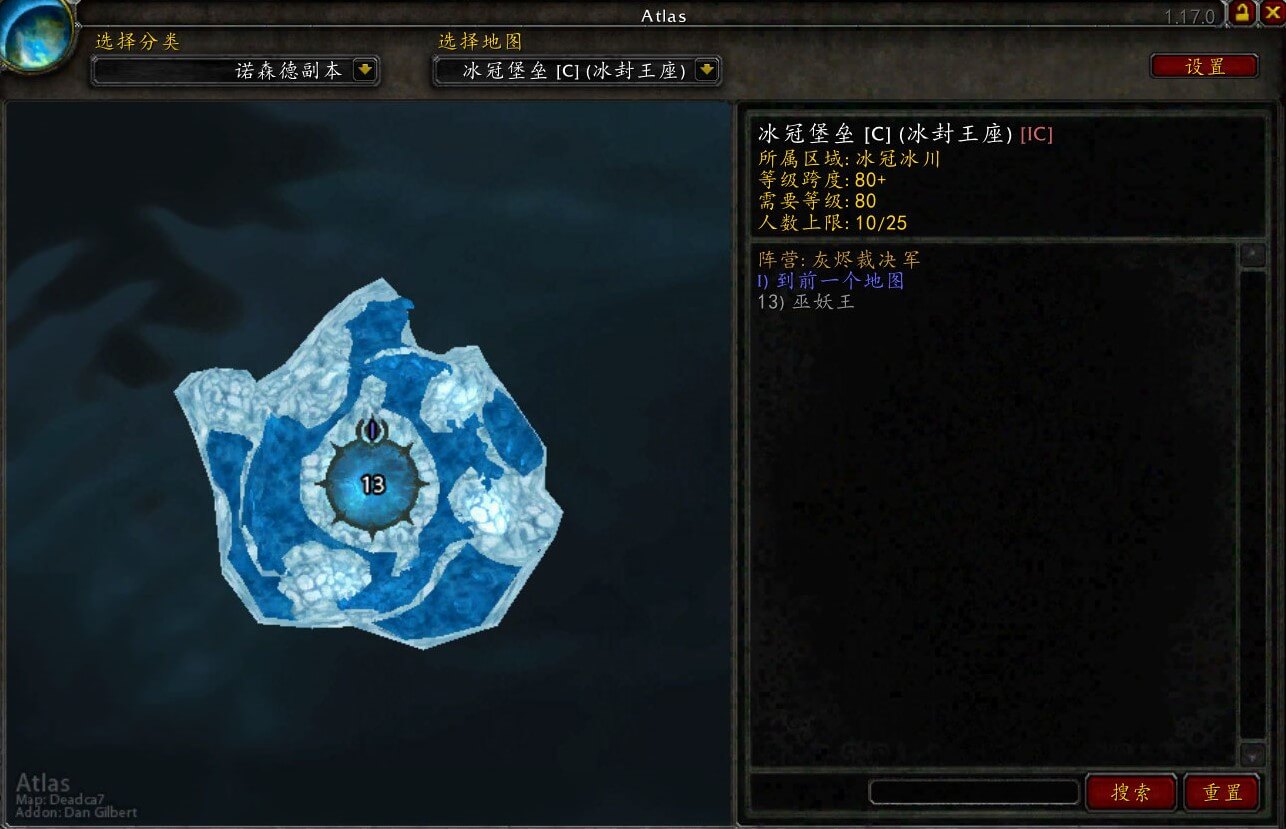 Atlas
1.17.0
选择分类
选择地图
诺森德副本
冰冠堡垒 [C] (冰封王座)
设置
冰冠堡垒 [C] (冰封王座) [IC]
所属区域: 冰冠冰川
等级跨度: 80+
需要等级: 80
人数上限: 10/25
阵营: 灰烬裁决军
I) 到前一个地图
13) 巫妖王
13
Atlas
Map: Deadca7
Addon: Dan Gilbert
搜索
重置